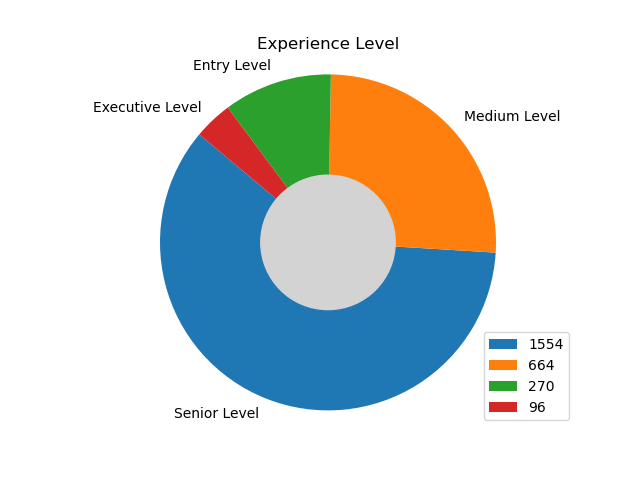 Experience Level
Entry Level
Executive Level
Medium Level
Senior Level
1554
664
270
96